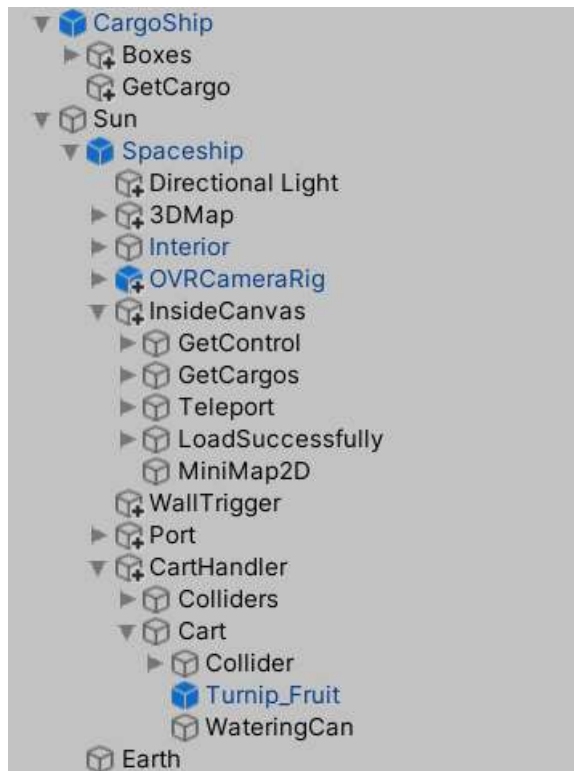 CargoShip
Boxes
GetCargo
Sun
Spaceship
Directional Light
3DMap
Interior
OVRCameraRig
InsideCanvas
GetControl
GetCargos
Teleport
LoadSuccessfully
MiniMap2D
WallTrigger
Port
CartHandler
Colliders
Cart
Collider
Turnip_Fruit
WateringCan
Earth